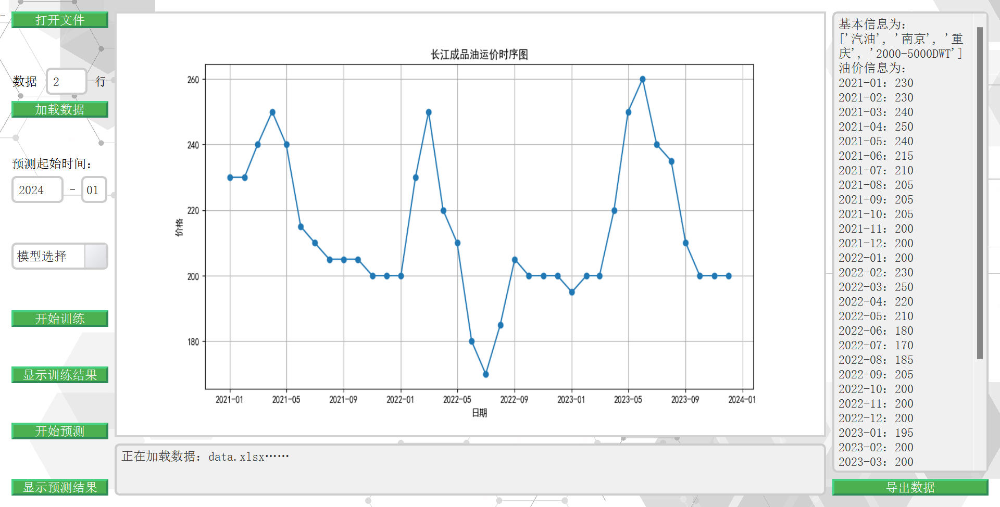 打开文件
数据 2 行
加载数据
预测起始时间：
2024 - 01
模型选择
开始训练
显示训练结果
开始预测
显示预测结果
长江成品油运价时序图
价格
260
240
220
200
180
2021-01 2021-05 2021-09 2022-01 2022-05 2022-09 2023-01 2023-05 2023-09 2024-01
日期
正在加载数据：data.xlsx……
基本信息为：
['汽油', '南京', '重
庆', '2000-5000DWT']
油价信息为：
2021-01：230
2021-02：230
2021-03：240
2021-04：250
2021-05：240
2021-06：215
2021-07：210
2021-08：205
2021-09：205
2021-10：205
2021-11：200
2021-12：200
2022-01：200
2022-02：230
2022-03：250
2022-04：220
2022-05：210
2022-06：180
2022-07：170
2022-08：185
2022-09：205
2022-10：200
2022-11：200
2022-12：200
2023-01：195
2023-02：200
2023-03：200
导出数据